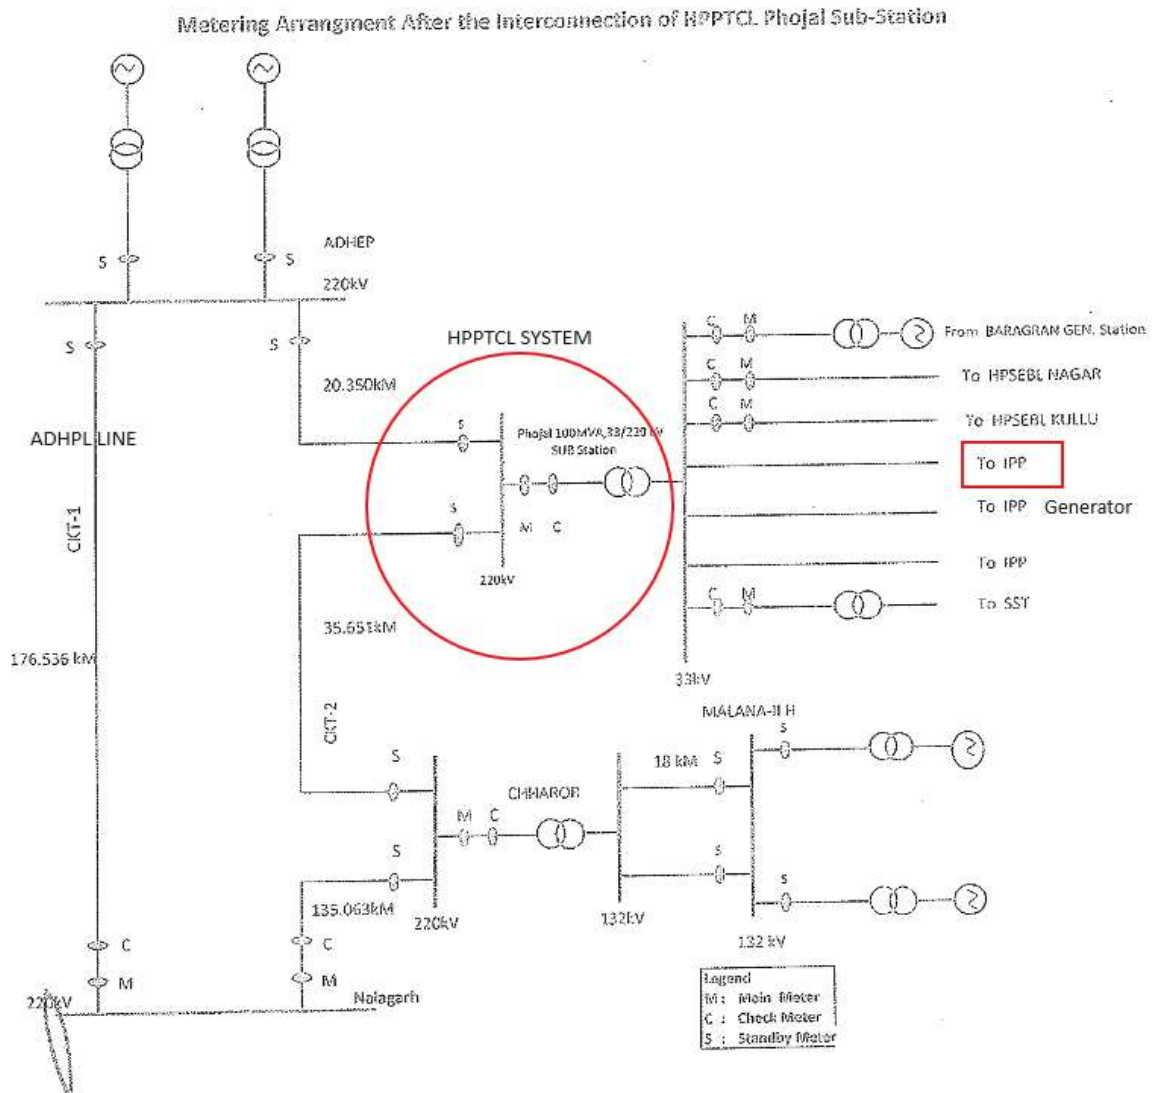 Metering Arrangment After the Interconnection of HPPTCL Phojal Sub-Station
S
S
ADHEP
220kV
S
S
HPPTCL SYSTEM
20.350kM
ADHPL LINE
CKT-1
S
Phojal 100MVA,33/220 kV
SUB Station
S
M C
220kV
C M
From BARAGRAN GEN. Station
C M
To HPSEBL NAGAR
C M
To HPSEBL KULLU
To IPP
To IPP Generator
To IPP
C M
To SST
33kV
35.651kM
176.536 kM
CKT-2
MALANA-II H
S
M C
CHHAROR
18 kM
S
S
S
S
S
135.063kM
220kV
132kV
132 kV
C
M
C
M
220kV
Nalagarh
Legend
M : Main Meter
C : Check Meter
S : Standby Meter